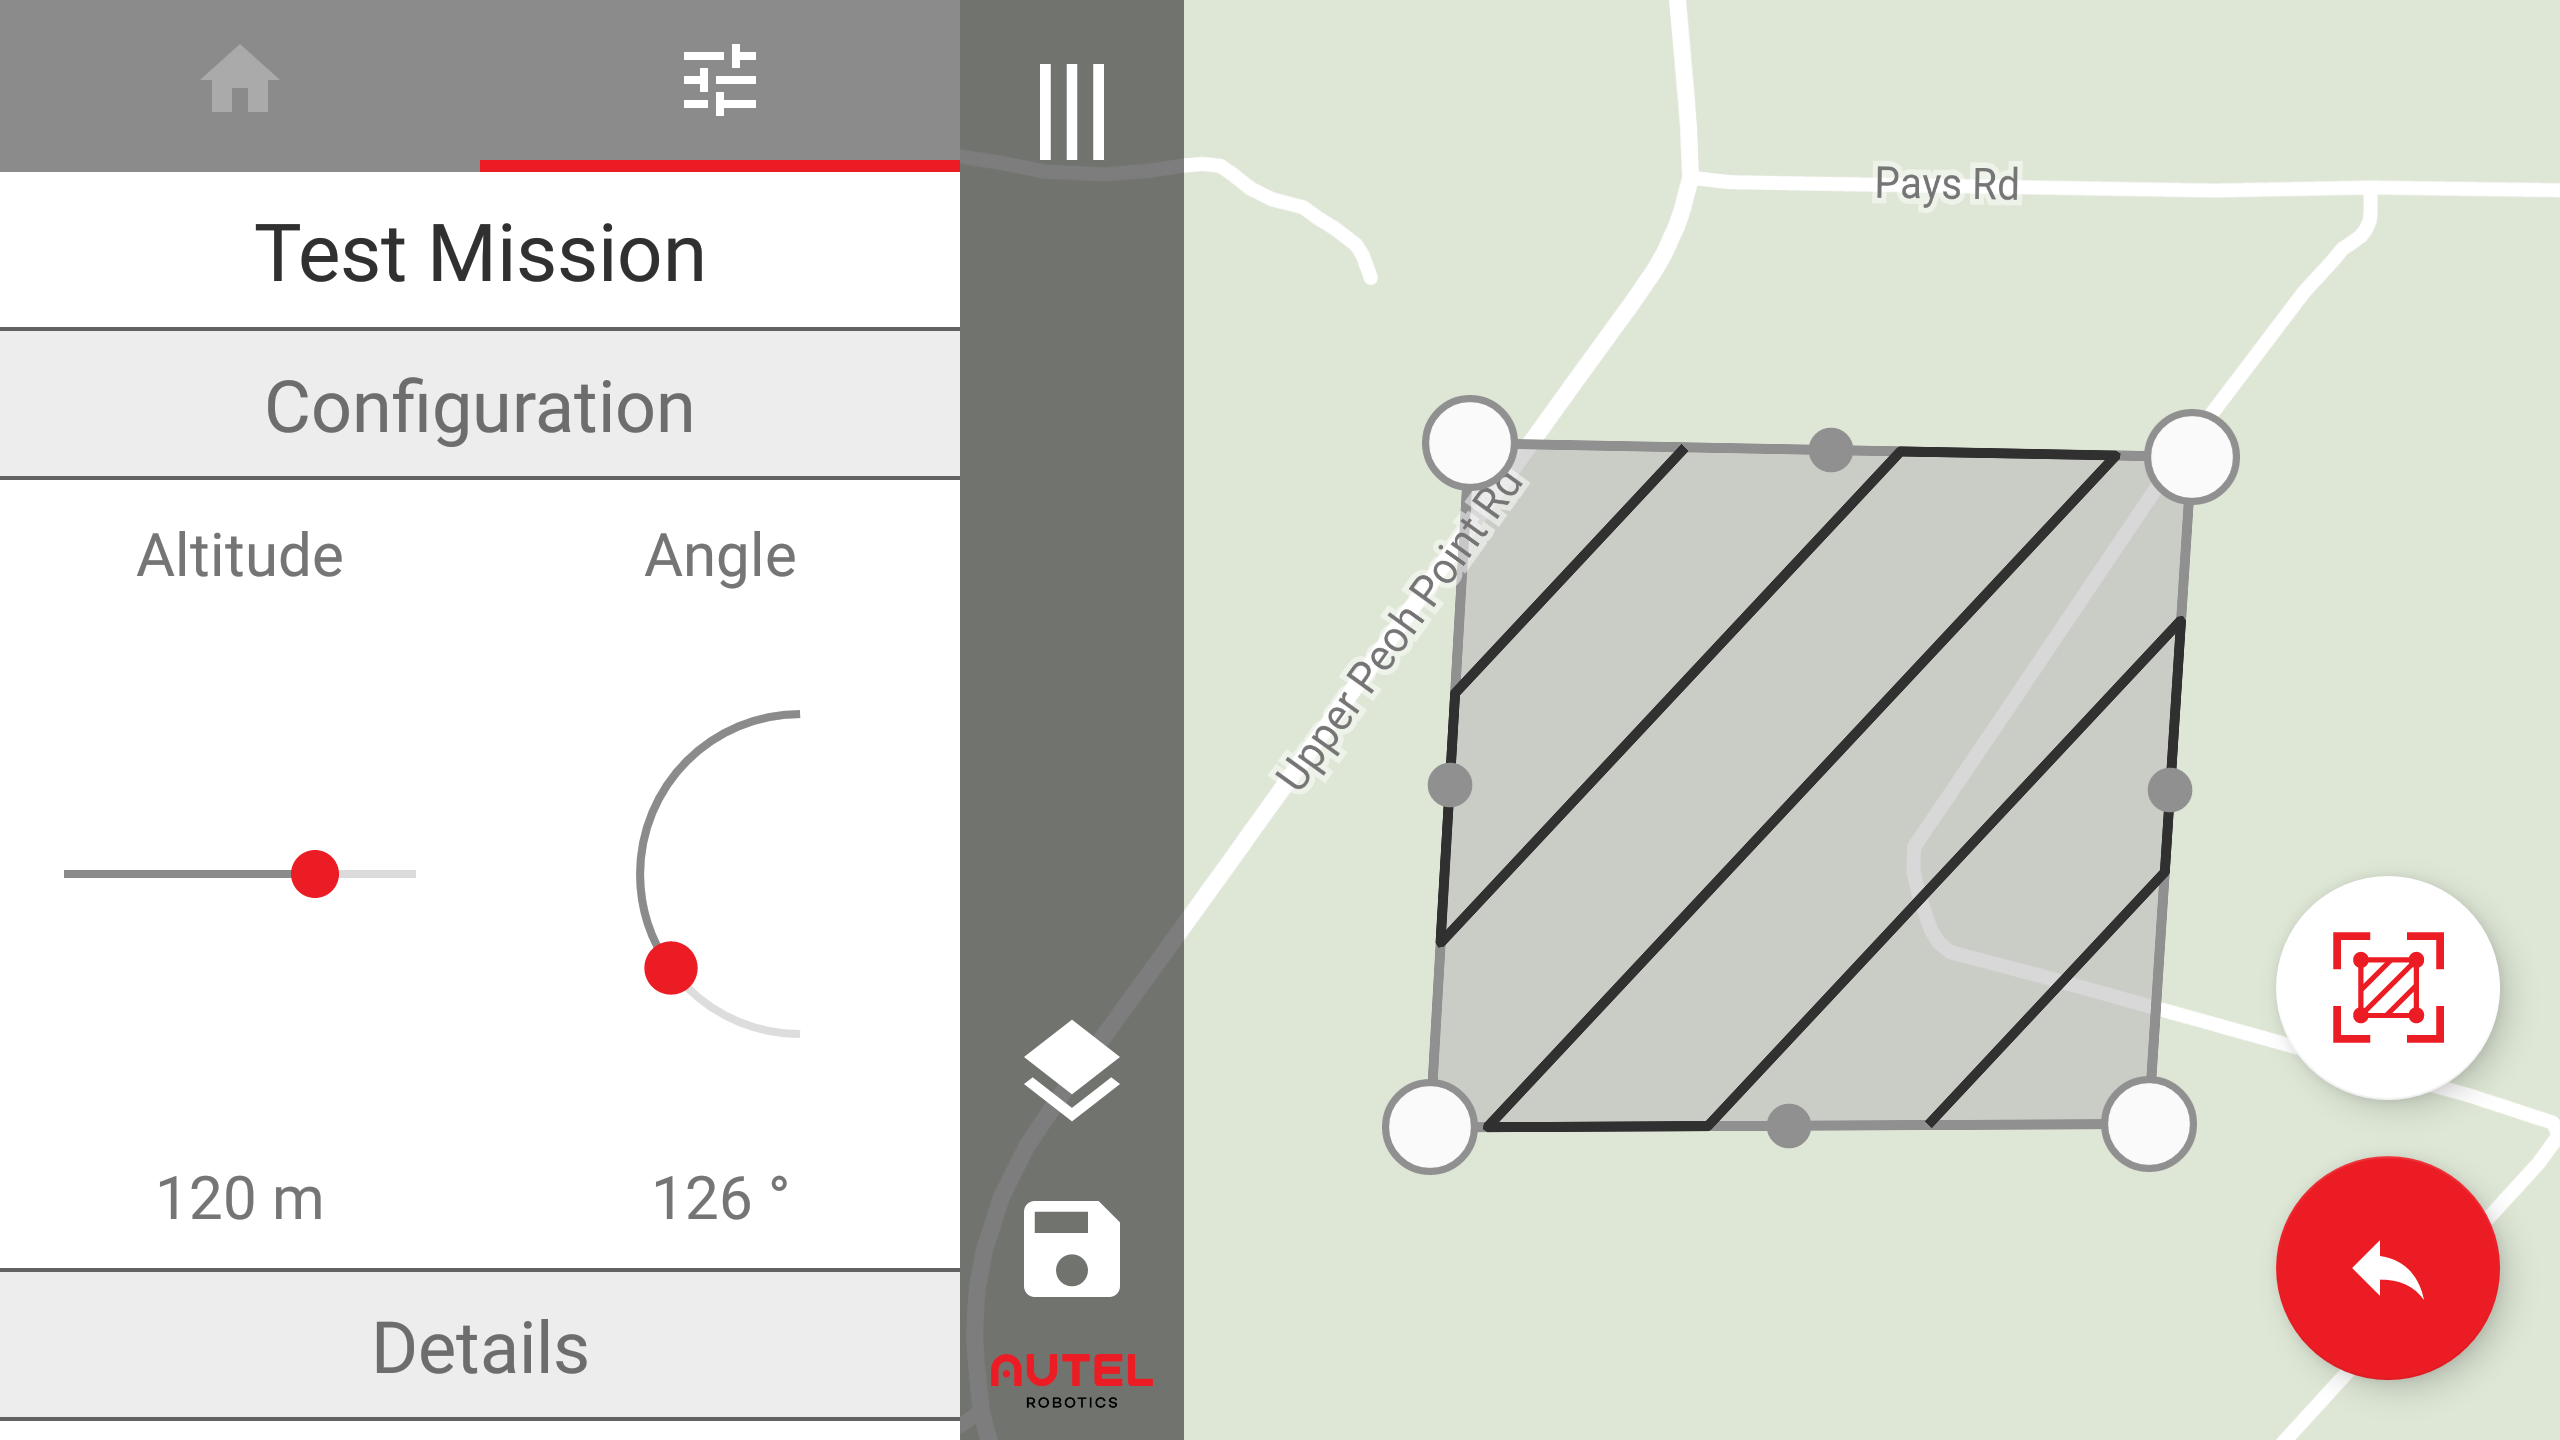 Test Mission
Configuration
Altitude
Angle
120 m
126 °
Details
AUTEL
ROBOTICS
Pays Rd
Upper Peoh Point Rd